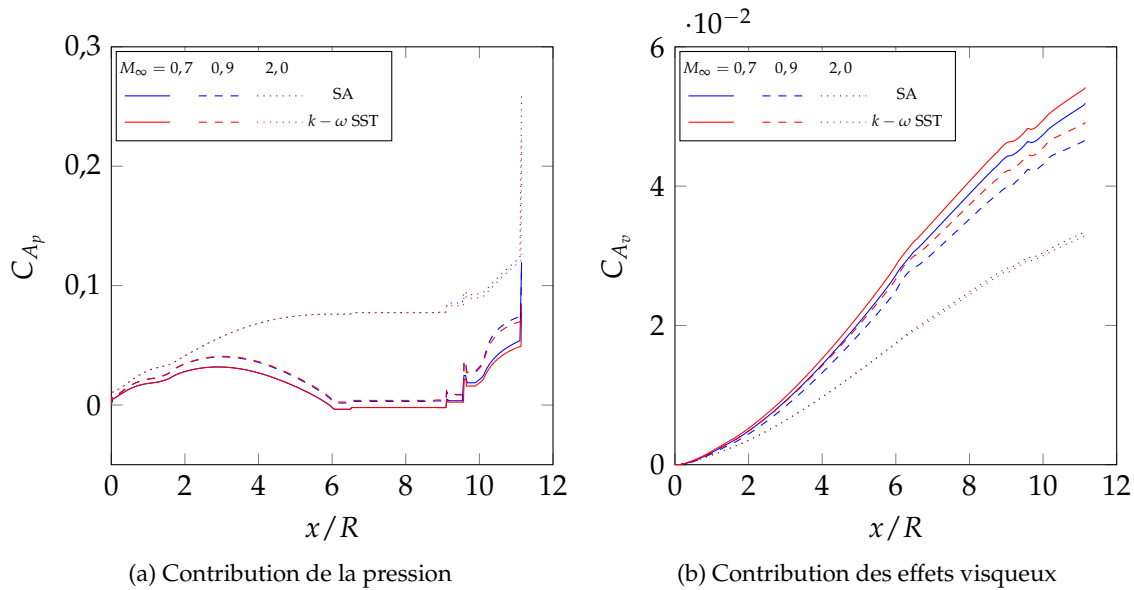 0,3
0,2
0,1
0
C_{A_p}
M_∞ = 0,7 0,9 2,0
SA
k − ω SST
0 2 4 6 8 10 12
x/R
(a) Contribution de la pression
·10^{−2}
6
4
2
0
C_{A_v}
M_∞ = 0,7 0,9 2,0
SA
k − ω SST
0 2 4 6 8 10 12
x/R
(b) Contribution des effets visqueux